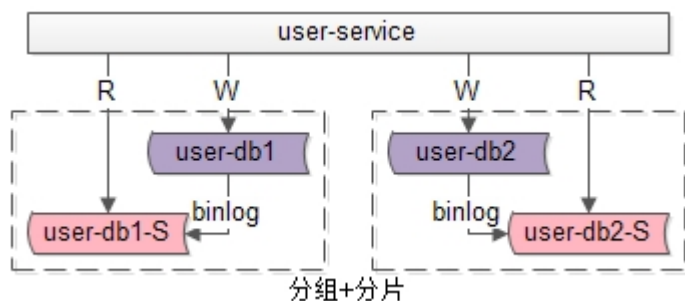 user-service
R
W
W
R
user-db1
user-db2
binlog
binlog
user-db1-S
user-db2-S
分组+分片